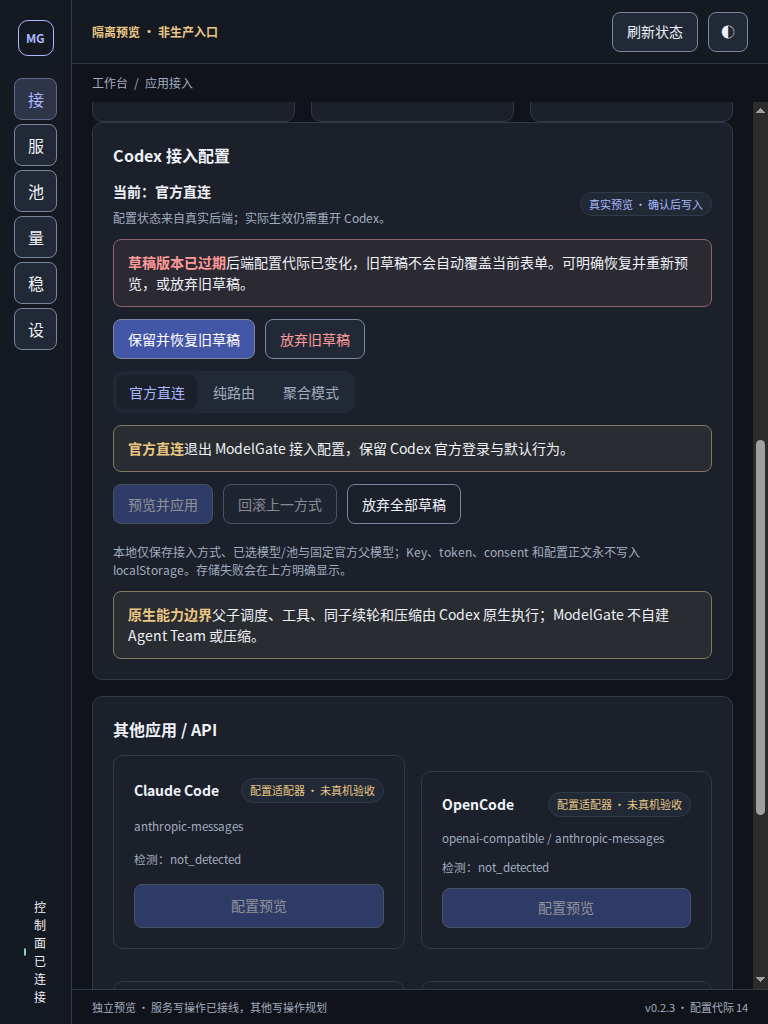 MG
隔离预览 · 非生产入口
刷新状态
工作台 / 应用接入
接
服
池
量
稳
设
Codex 接入配置
当前：官方直连
配置状态来自真实后端；实际生效仍需重开 Codex。
真实预览 · 确认后写入
草稿版本已过期后端配置代际已变化，旧草稿不会自动覆盖当前表单。可明确恢复并重新预
览，或放弃旧草稿。
保留并恢复旧草稿
放弃旧草稿
官方直连
纯路由
聚合模式
官方直连退出 ModelGate 接入配置，保留 Codex 官方登录与默认行为。
预览并应用
回滚上一方式
放弃全部草稿
本地仅保存接入方式、已选模型/池与固定官方父模型；Key、token、consent 和配置正文永不写入
localStorage。存储失败会在上方明确显示。
原生能力边界父子调度、工具、同子续轮和压缩由 Codex 原生执行；ModelGate 不自建
Agent Team 或压缩。
其他应用 / API
Claude Code
配置适配器 · 未真机验收
anthropic-messages
检测：not_detected
配置预览
OpenCode
配置适配器 · 未真机验收
openai-compatible / anthropic-messages
检测：not_detected
配置预览
控
制
面
已
连
接
独立预览 · 服务写操作已接线，其他写操作规划
v0.2.3 · 配置代际 14